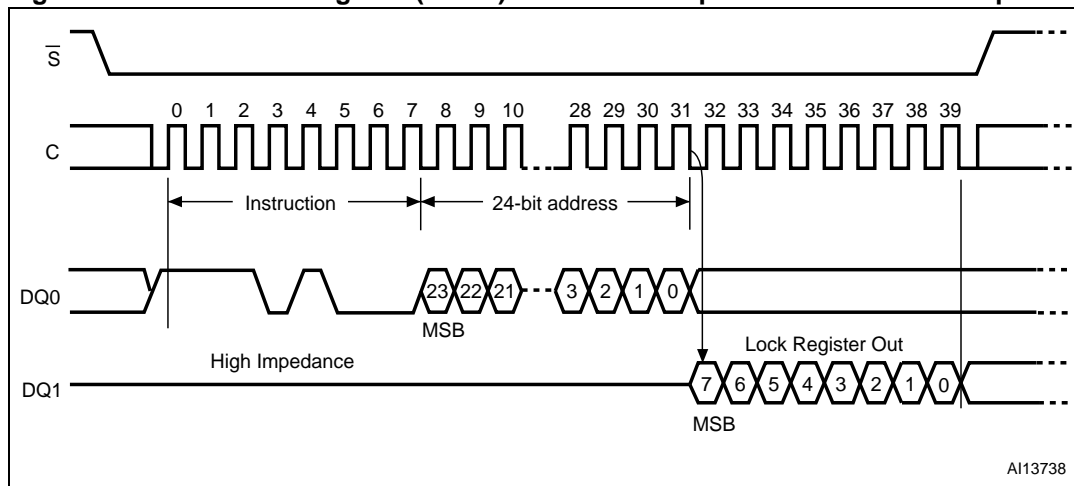 S
0 1 2 3 4 5 6 7 8 9 10 28 29 30 31 32 33 34 35 36 37 38 39
C
Instruction 24-bit address
DQ0 23 22 21 3 2 1 0
MSB
High Impedance Lock Register Out
DQ1 7 6 5 4 3 2 1 0
MSB
AI13738